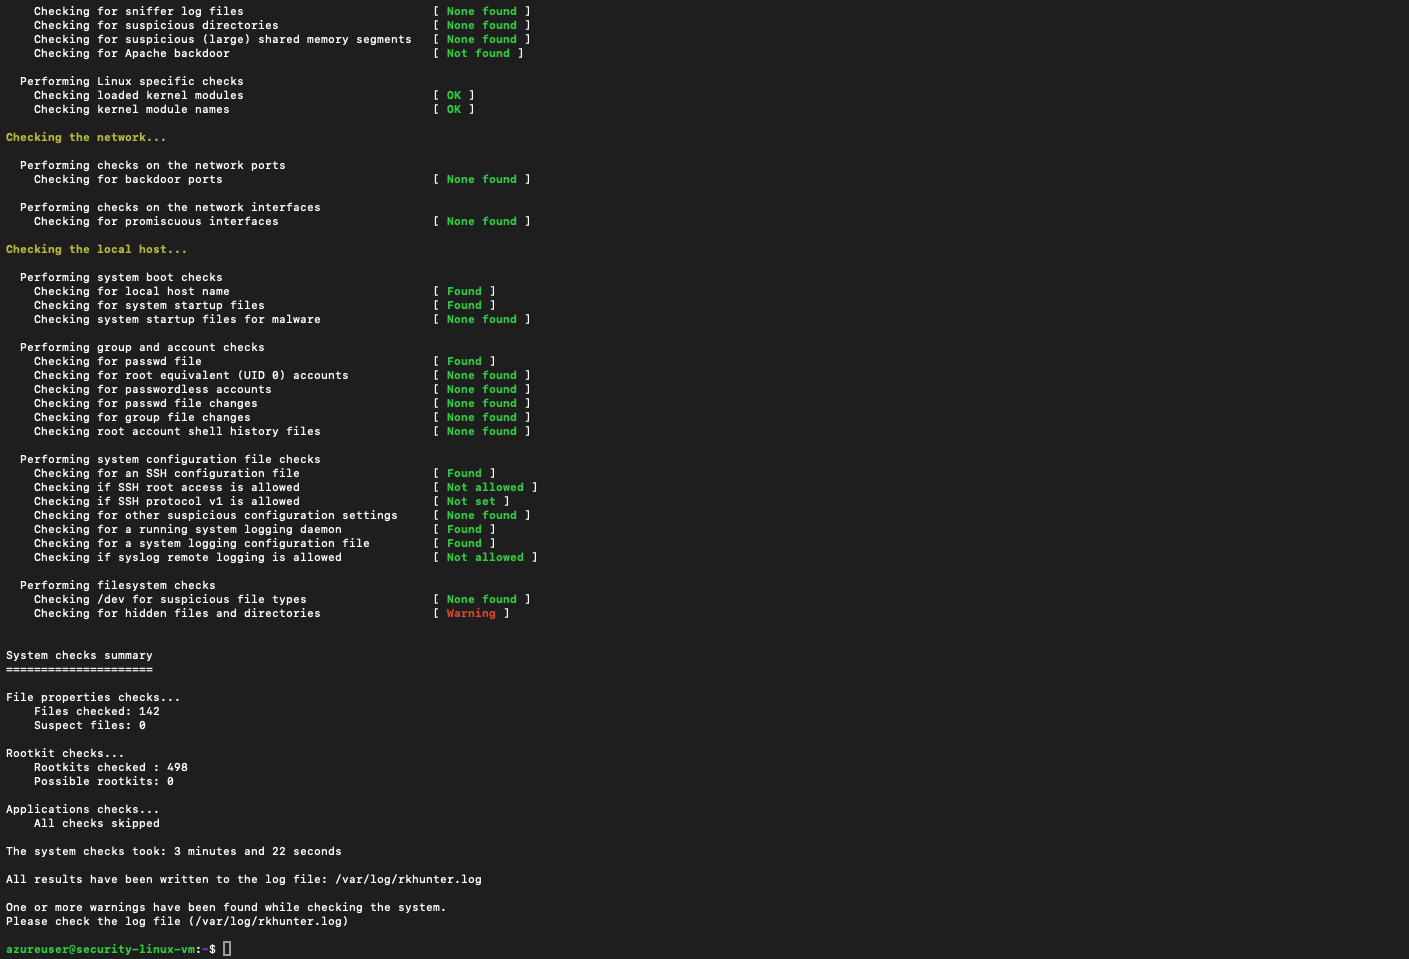 Checking for sniffer log files [ None found ]
Checking for suspicious directories [ None found ]
Checking for suspicious (large) shared memory segments [ None found ]
Checking for Apache backdoor [ Not found ]
Performing Linux specific checks
Checking loaded kernel modules [ OK ]
Checking kernel module names [ OK ]
Checking the network...
Performing checks on the network ports
Checking for backdoor ports [ None found ]
Performing checks on the network interfaces
Checking for promiscuous interfaces [ None found ]
Checking the local host...
Performing system boot checks
Checking for local host name [ Found ]
Checking for system startup files [ Found ]
Checking system startup files for malware [ None found ]
Performing group and account checks
Checking for passwd file [ Found ]
Checking for root equivalent (UID 0) accounts [ None found ]
Checking for passwordless accounts [ None found ]
Checking for passwd file changes [ None found ]
Checking for group file changes [ None found ]
Checking root account shell history files [ None found ]
Performing system configuration file checks
Checking for an SSH configuration file [ Found ]
Checking if SSH root access is allowed [ Not allowed ]
Checking if SSH protocol v1 is allowed [ Not set ]
Checking for other suspicious configuration settings [ None found ]
Checking for a running system logging daemon [ Found ]
Checking for a system logging configuration file [ Found ]
Checking if syslog remote logging is allowed [ Not allowed ]
Performing filesystem checks
Checking /dev for suspicious file types [ None found ]
Checking for hidden files and directories [ Warning ]
System checks summary
=====================
File properties checks...
Files checked: 142
Suspect files: 0
Rootkit checks...
Rootkits checked : 498
Possible rootkits: 0
Applications checks...
All checks skipped
The system checks took: 3 minutes and 22 seconds
All results have been written to the log file: /var/log/rkhunter.log
One or more warnings have been found while checking the system.
Please check the log file (/var/log/rkhunter.log)
azureuser@security-linux-vm:~$